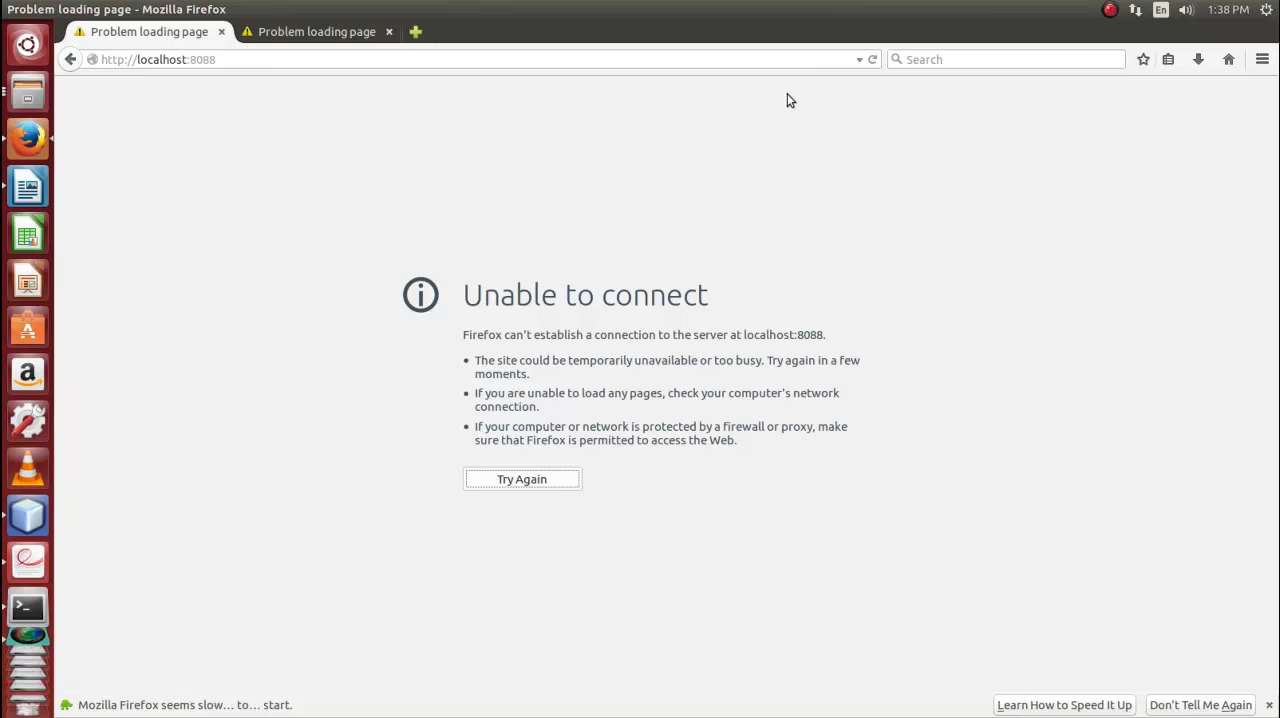 Problem loading page - Mozilla Firefox
En
1:38 PM
Problem loading page
Problem loading page
http://localhost:8088
Search
Unable to connect
Firefox can't establish a connection to the server at localhost:8088.
The site could be temporarily unavailable or too busy. Try again in a few
moments.
If you are unable to load any pages, check your computer's network
connection.
If your computer or network is protected by a firewall or proxy, make
sure that Firefox is permitted to access the Web.
Try Again
Mozilla Firefox seems slow... to... start.
Learn How to Speed It Up
Don't Tell Me Again